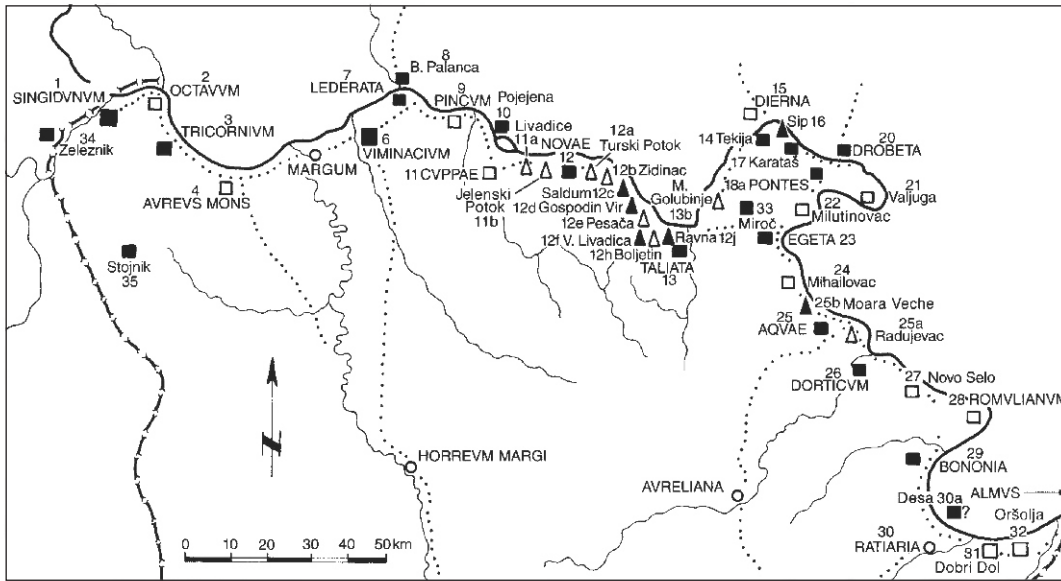 1
SINGIDVNVM
34
Železnik
2
OCTAVVM
3
TRICORNIVM
4
AVREVS MONS
Stojnik
35
MARGUM
6
VIMINACIVM
7
LEDERATA
8
B. Palanca
9
PINCVM
Pojejena
10
Livadice
11a
11 CVPPAE
Jelenski
Potok
11b
NOVAE
12
12a
Turski Potok
12b Zidinac
Saldum 12c
12d Gospodin Vir
12e Pesača
12f V. Livadica
12h Boljetin
Ravna 12j
TALIATA
13
M.
Golubinje
13b
15
DIERNA
Sip 16
14 Tekija
17 Karataš
18a PONTES
20
DROBETA
21
Valjuga
22
Milutinovac
33
Miroč
EGETA 23
24
Mihailovac
25b Moara Veche
25
AQVAE
25a
Radujevac
26
DORTICVM
27 Novo Selo
28 ROMVLIANVM
29
BONONIA
Desa 30a
?
ALMVS
Oršolja
32
30
RATIARIA
31
Dobri Dol
AVRELIANA
HORREVM MARGI
N
0 10 20 30 40 50 km